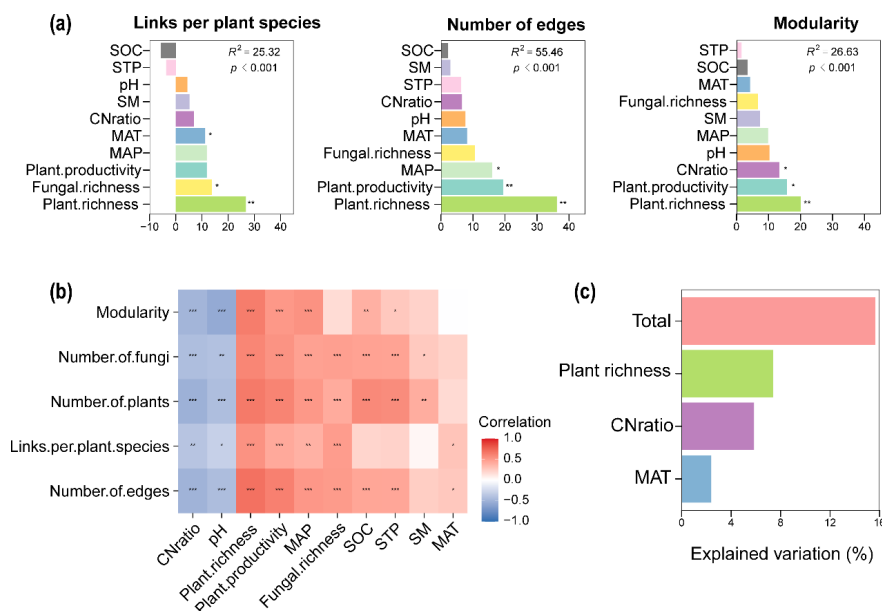 (a)
Links per plant species
SOC
STP
pH
SM
CNratio
MAT
MAP
Plant.productivity
Fungal.richness
Plant.richness
R² = 25.32
p < 0.001
*
*
**
−10 0 10 20 30 40
Number of edges
SOC
SM
STP
CNratio
pH
MAT
Fungal.richness
MAP
Plant.productivity
Plant.richness
R² = 55.46
p < 0.001
*
**
**
0 10 20 30 40
Modularity
STP
SOC
MAT
Fungal.richness
SM
MAP
pH
CNratio
Plant.productivity
Plant.richness
R² = 26.63
p < 0.001
*
*
**
0 10 20 30 40
(b)
Modularity
*** *** *** *** *** ** *
Number.of.fungi
*** ** *** *** *** *** *** *** *
Number.of.plants
*** *** *** *** *** *** *** *** **
Links.per.plant.species
** * *** *** ** *** *
Number.of.edges
*** *** *** *** *** *** *** *** *
CNratio
pH
Plant.richness
Plant.productivity
MAP
Fungal.richness
SOC
STP
SM
MAT
Correlation
1.0
0.5
0.0
−0.5
−1.0
(c)
Total
Plant richness
CNratio
MAT
0 4 8 12 16
Explained variation (%)